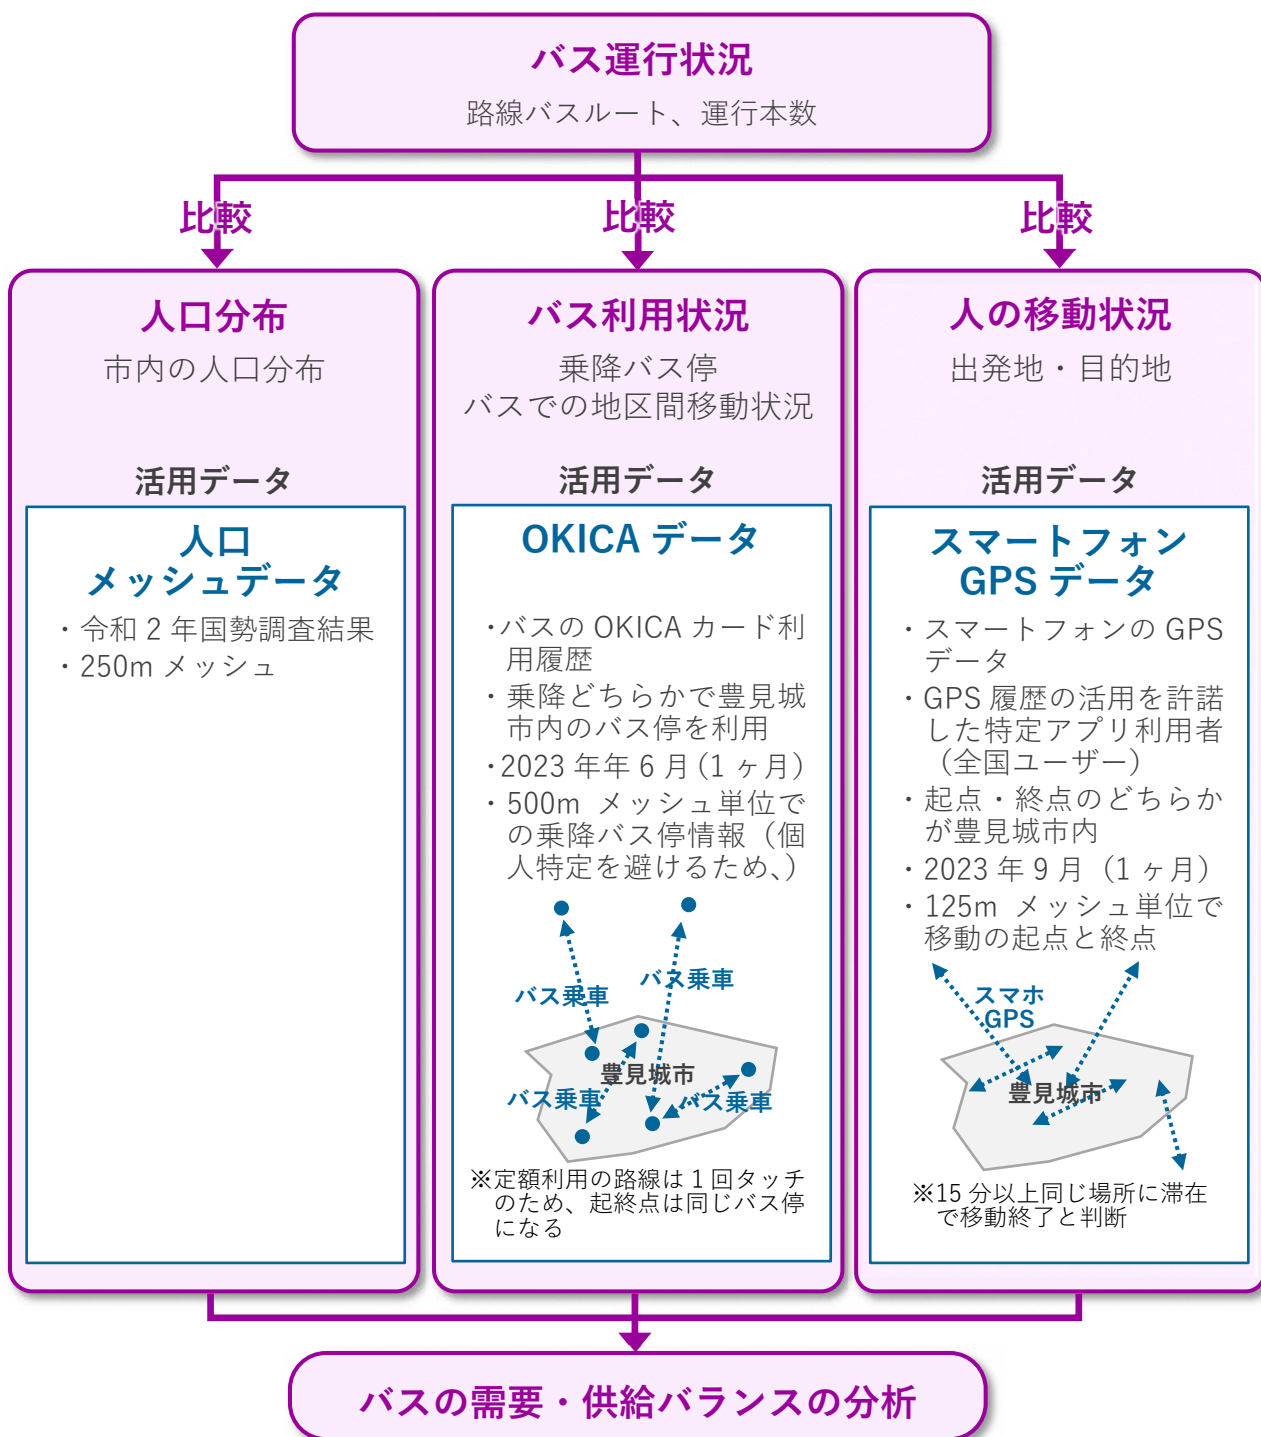 バス運行状況
路線バスルート、運行本数
比較
比較
比較
人口分布
市内の人口分布
活用データ
人口
メッシュデータ
・令和 2 年国勢調査結果
・250m メッシュ
バス利用状況
乗降バス停
バスでの地区間移動状況
活用データ
OKICA データ
・バスの OKICA カード利
用履歴
・乗降どちらかで豊見城
市内のバス停を利用
・2023 年年 6 月（1 ヶ月）
・500m メッシュ単位で
の乗降バス停情報（個
人特定を避けるため、）
バス乗車
バス乗車
豊見城市
バス乗車
バス乗車
※定額利用の路線は 1 回タッチ
のため、起終点は同じバス停
になる
人の移動状況
出発地・目的地
活用データ
スマートフォン
GPS データ
・スマートフォンの GPS
データ
・GPS 履歴の活用を許諾
した特定アプリ利用者
（全国ユーザー）
・起点・終点のどちらか
が豊見城市内
・2023 年 9 月（1 ヶ月）
・125m メッシュ単位で
移動の起点と終点
スマホ
GPS
豊見城市
※15 分以上同じ場所に滞在
で移動終了と判断
バスの需要・供給バランスの分析